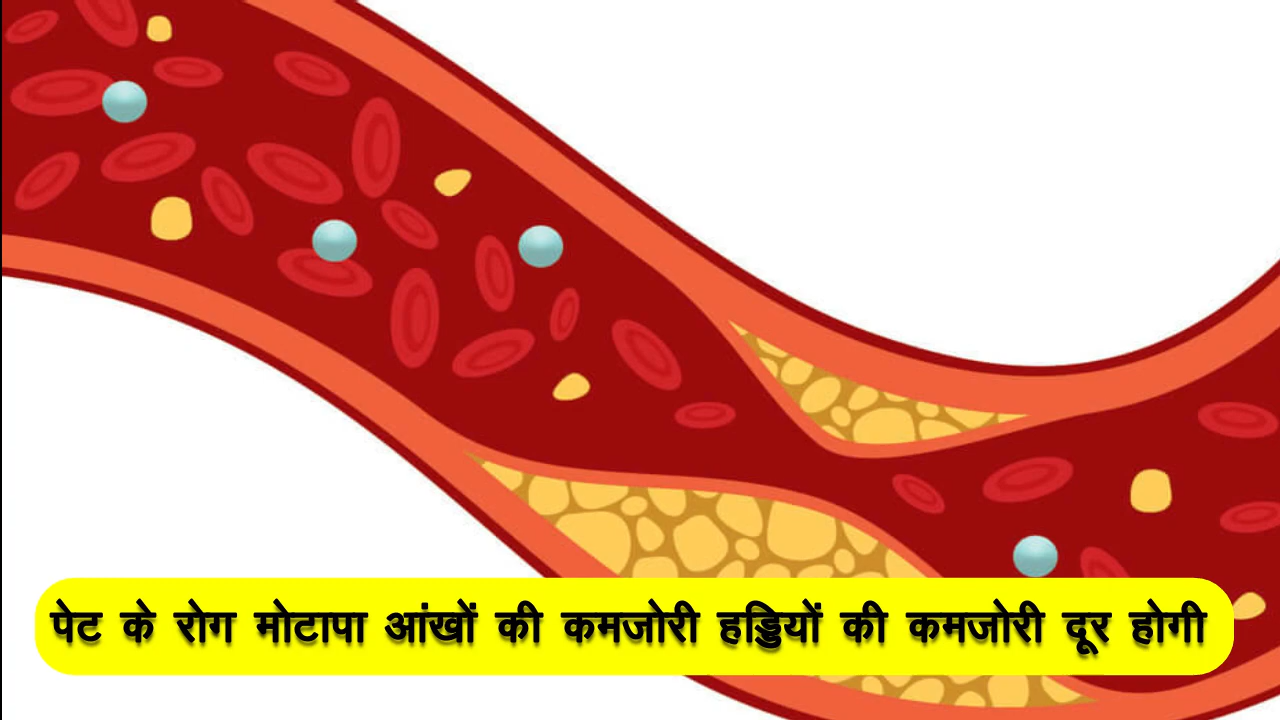 पेट के रोग मोटापा आंखों की कमजोरी हड्डियों की कमजोरी दूर होगी